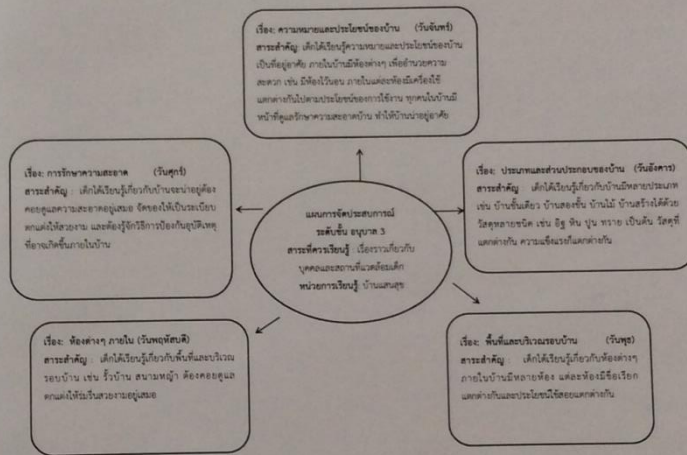 เรื่อง: ความหมายและประโยชน์ของบ้าน (วันจันทร์)
สาระสำคัญ: เด็กได้เรียนรู้ความหมายและประโยชน์ของบ้าน
เป็นที่อยู่อาศัย ภายในบ้านมีห้องต่างๆ เพื่ออำนวยความ
สะดวก เช่น มีห้องไว้นอน ภายในแต่ละห้องมีเครื่องใช้
แตกต่างกันไปตามประโยชน์ของการใช้งาน ทุกคนในบ้านมี
หน้าที่ดูแลรักษาความสะอาดบ้าน ทำให้บ้านน่าอยู่อาศัย
เรื่อง: การรักษาความสะอาด (วันศุกร์)
สาระสำคัญ : เด็กได้เรียนรู้เกี่ยวกับบ้านจะน่าอยู่ต้อง
คอยดูแลความสะอาดอยู่เสมอ จัดของให้เป็นระเบียบ
ตกแต่งให้สวยงาม และต้องรู้จักวิธีการป้องกันอุบัติเหตุ
ที่อาจเกิดขึ้นภายในบ้าน
เรื่อง: ประเภทและส่วนประกอบของบ้าน (วันอังคาร)
สาระสำคัญ : เด็กได้เรียนรู้เกี่ยวกับบ้านมีหลายประเภท
เช่น บ้านชั้นเดียว บ้านสองชั้น บ้านไม้ บ้านสร้างได้ด้วย
วัสดุหลายชนิด เช่น อิฐ หิน ปูน ทราย เป็นต้น วัสดุที่
แตกต่างกัน ความแข็งแรงก็แตกต่างกัน
แผนการจัดประสบการณ์
ระดับชั้น อนุบาล 3
สาระที่ควรเรียนรู้ : เรื่องราวเกี่ยวกับ
บุคคลและสถานที่แวดล้อมเด็ก
หน่วยการเรียนรู้: บ้านแสนสุข
เรื่อง: ห้องต่างๆ ภายใน (วันพฤหัสบดี)
สาระสำคัญ : เด็กได้เรียนรู้เกี่ยวกับพื้นที่และบริเวณ
รอบบ้าน เช่น รั้วบ้าน สนามหญ้า ต้องคอยดูแล
ตกแต่งให้ร่มรื่นสวยงามอยู่เสมอ
เรื่อง: พื้นที่และบริเวณรอบบ้าน (วันพุธ)
สาระสำคัญ : เด็กได้เรียนรู้เกี่ยวกับห้องต่างๆ
ภายในบ้านมีหลายห้อง แต่ละห้องมีชื่อเรียก
แตกต่างกันและประโยชน์ใช้สอยแตกต่างกัน